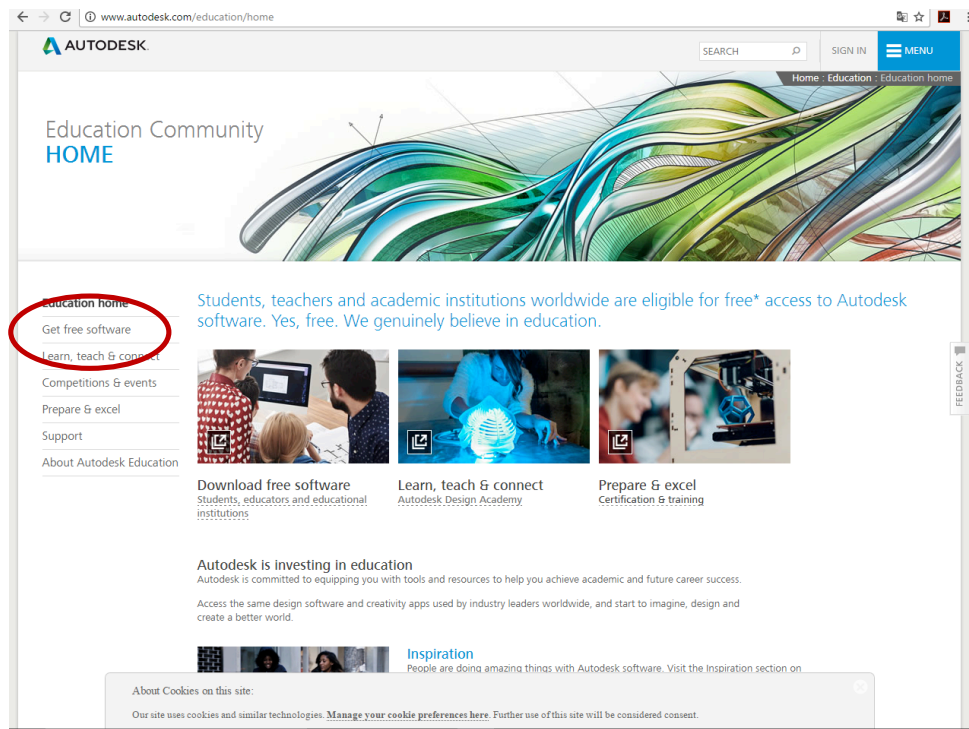 www.autodesk.com/education/home
AUTODESK.
SEARCH
SIGN IN
MENU
Home : Education : Education home
Education Community
HOME
Education home
Get free software
Learn, teach & connect
Competitions & events
Prepare & excel
Support
About Autodesk Education
Students, teachers and academic institutions worldwide are eligible for free* access to Autodesk
software. Yes, free. We genuinely believe in education.
Download free software
Students, educators and educational
institutions
Learn, teach & connect
Autodesk Design Academy
Prepare & excel
Certification & training
FEEDBACK
Autodesk is investing in education
Autodesk is committed to equipping you with tools and resources to help you achieve academic and future career success.
Access the same design software and creativity apps used by industry leaders worldwide, and start to imagine, design and
create a better world.
Inspiration
People are doing amazing things with Autodesk software. Visit the Inspiration section on
About Cookies on this site:
Our site uses cookies and similar technologies. Manage your cookie preferences here. Further use of this site will be considered consent.